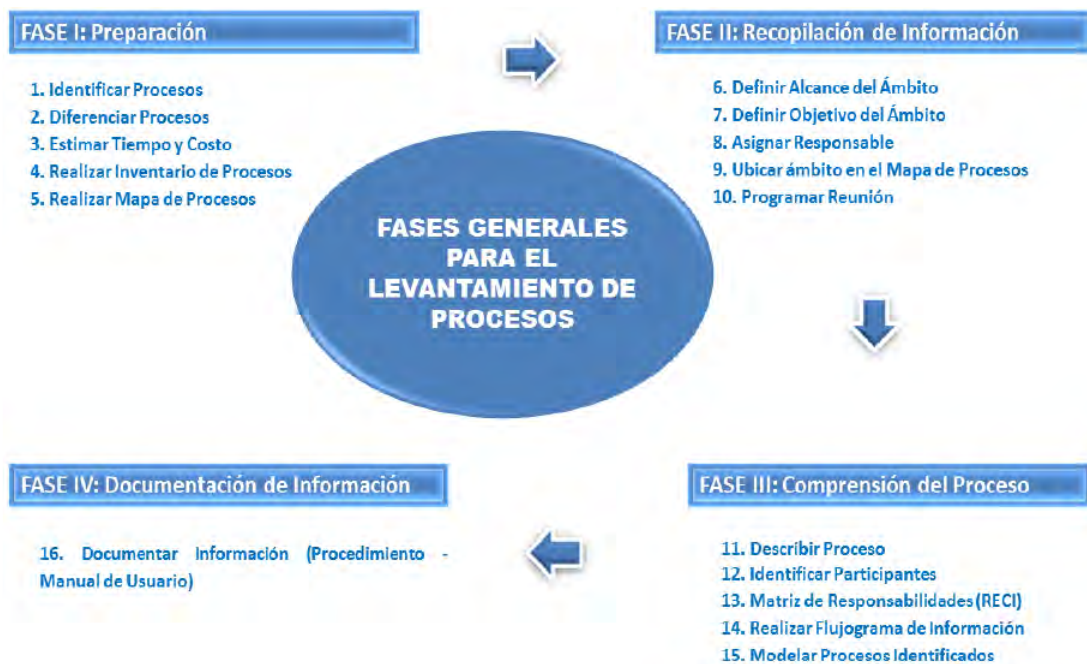 FASE I: Preparación
1. Identificar Procesos
2. Diferenciar Procesos
3. Estimar Tiempo y Costo
4. Realizar Inventario de Procesos
5. Realizar Mapa de Procesos
FASE II: Recopilación de Información
6. Definir Alcance del Ámbito
7. Definir Objetivo del Ámbito
8. Asignar Responsable
9. Ubicar ámbito en el Mapa de Procesos
10. Programar Reunión
FASES GENERALES
PARA EL
LEVANTAMIENTO DE
PROCESOS
FASE III: Comprensión del Proceso
11. Describir Proceso
12. Identificar Participantes
13. Matriz de Responsabilidades (RECI)
14. Realizar Flujograma de Información
15. Modelar Procesos Identificados
FASE IV: Documentación de Información
16. Documentar Información (Procedimiento -
Manual de Usuario)